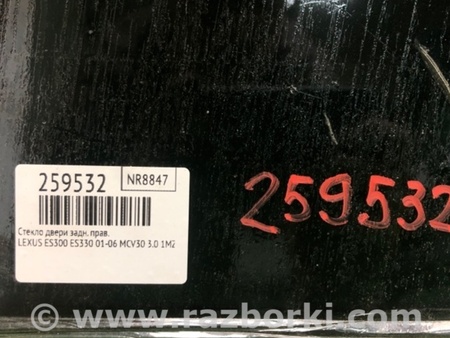 259532
NR8847
Стекло двери задн. прав.
LEXUS ES300 ES330 01-06 MCV30 3.0 1MZ
259532
www.razborki.com